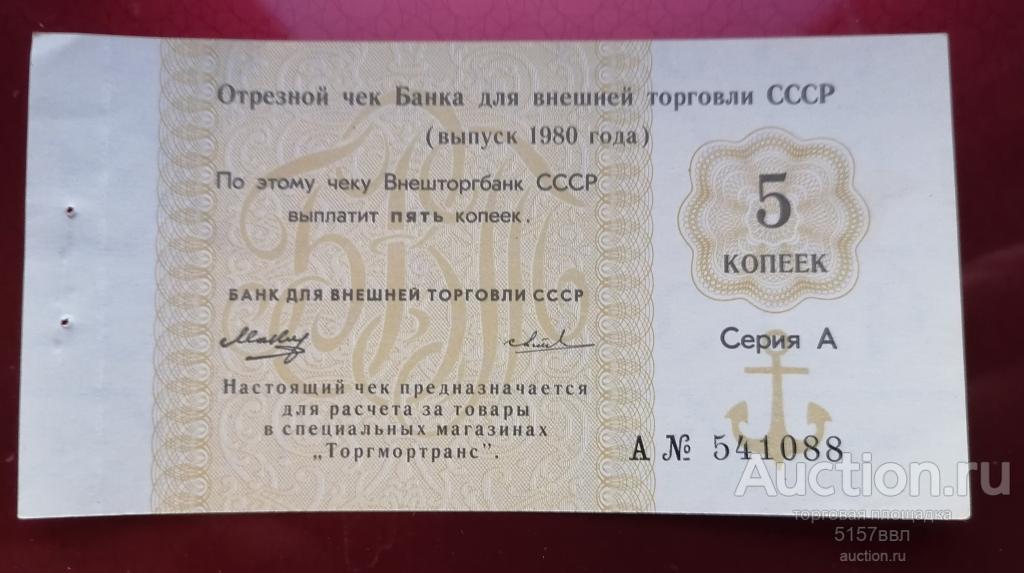 Отрезной чек Банка для внешней торговли СССР
(выпуск 1980 года)
По этому чеку Внешторгбанк СССР
выплатит пять копеек.
5
КОПЕЕК
БАНК ДЛЯ ВНЕШНЕЙ ТОРГОВЛИ СССР
Серия А
Настоящий чек предназначается
для расчета за товары
в специальных магазинах
„Торгмортранс".
А № 541088
Auction.ru
торговая площадка
5157ввл
auction.ru